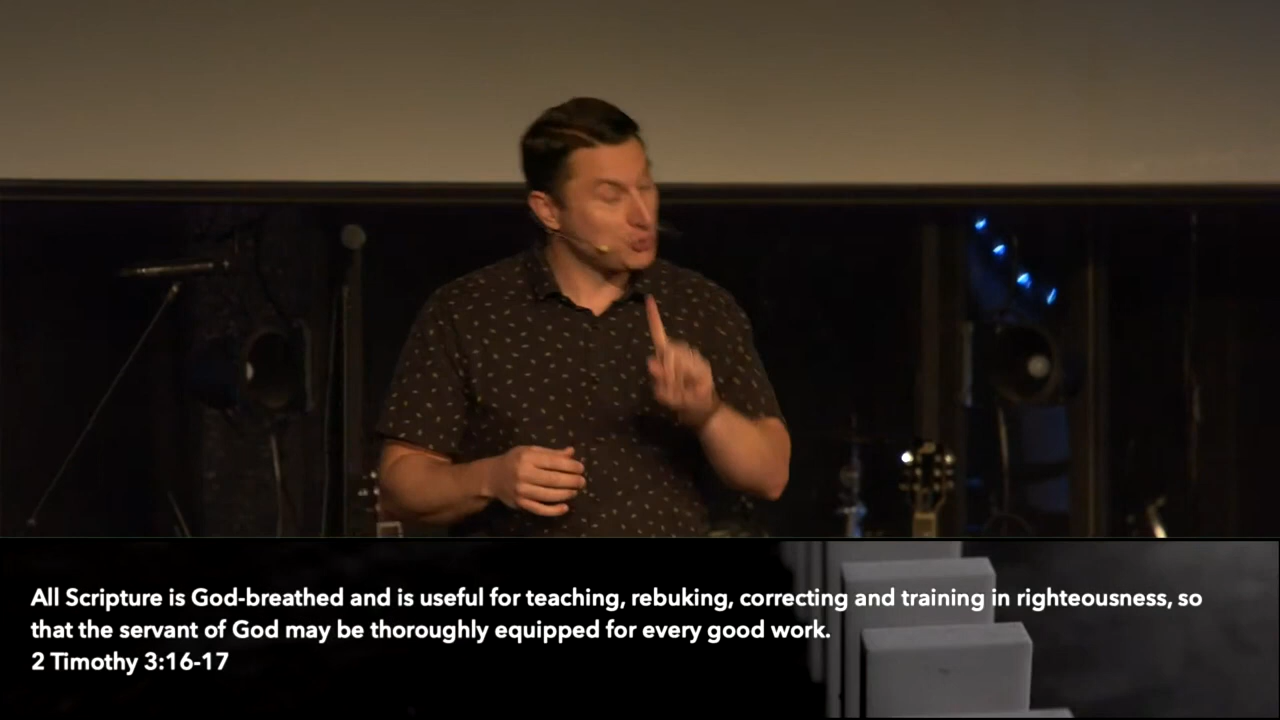 All Scripture is God-breathed and is useful for teaching, rebuking, correcting and training in righteousness, so
that the servant of God may be thoroughly equipped for every good work.
2 Timothy 3:16-17